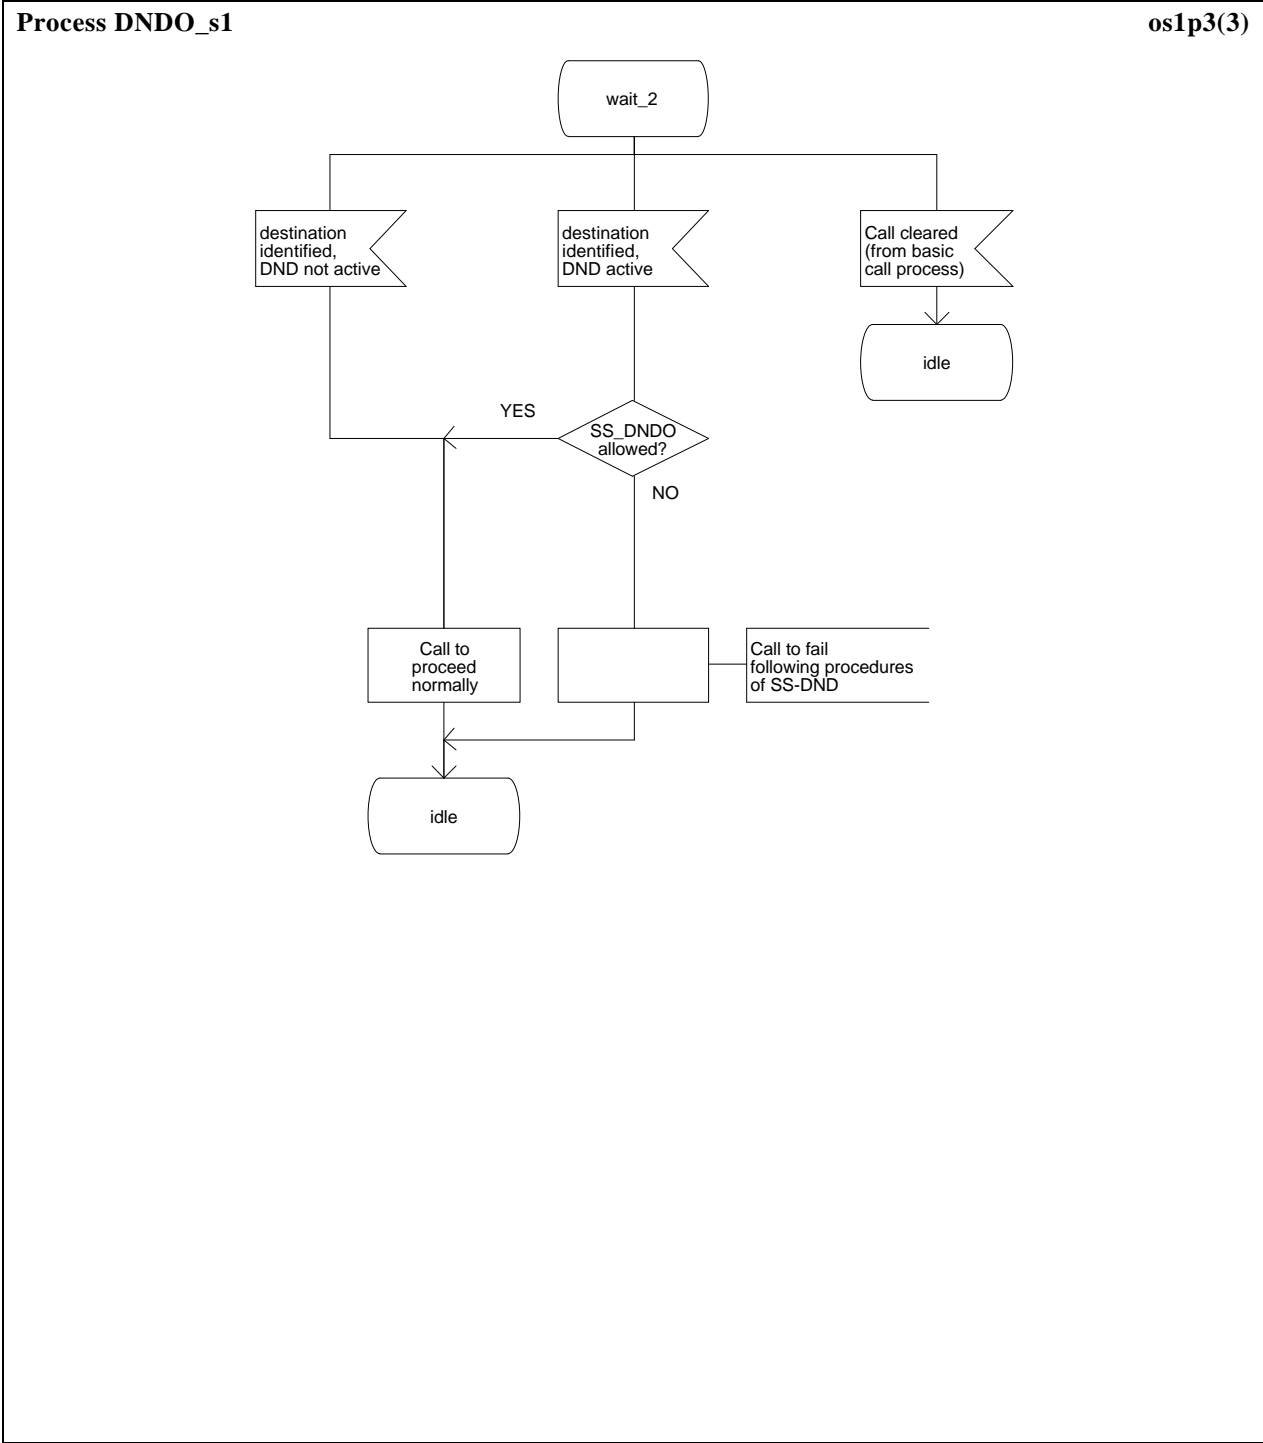 Process DNDO_s1
os1p3(3)
wait_2
destination
identified,
DND not active
destination
identified,
DND active
Call cleared
(from basic
call process)
idle
YES
SS_DNDO
allowed?
NO
Call to
proceed
normally
Call to fail
following procedures
of SS-DND
idle